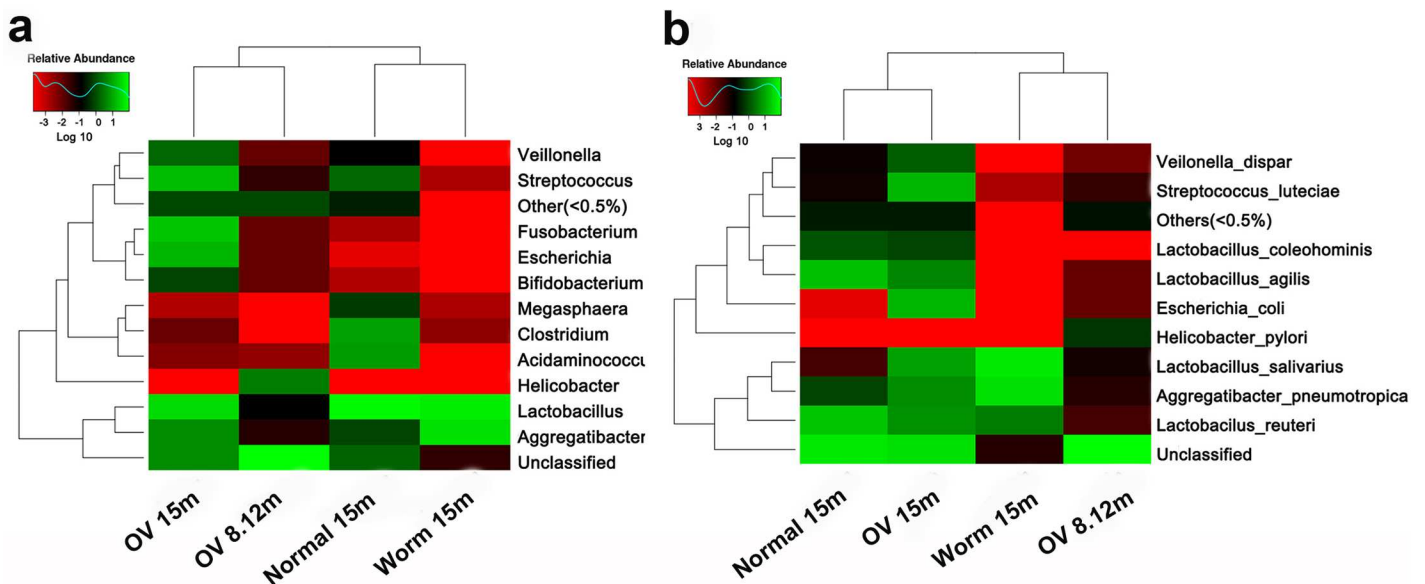 a
Relative Abundance
-3 -2 -1 0 1
Log 10
Veillonella
Streptococcus
Other(<0.5%)
Fusobacterium
Escherichia
Bifidobacterium
Megasphaera
Clostridium
Acidaminococcu
Helicobacter
Lactobacillus
Aggregatibacter
Unclassified
OV 15m
OV 8.12m
Normal 15m
Worm 15m
b
Relative Abundance
3 -2 -1 0 1
Log 10
Veilonella_dispar
Streptococcus_luteciae
Others(<0.5%)
Lactobacillus_coleohominis
Lactobacillus_agilis
Escherichia_coli
Helicobacter_pylori
Lactobacillus_salivarius
Aggregatibacter_pneumotropica
Lactobacilus_reuteri
Unclassified
Normal 15m
OV 15m
Worm 15m
OV 8.12m